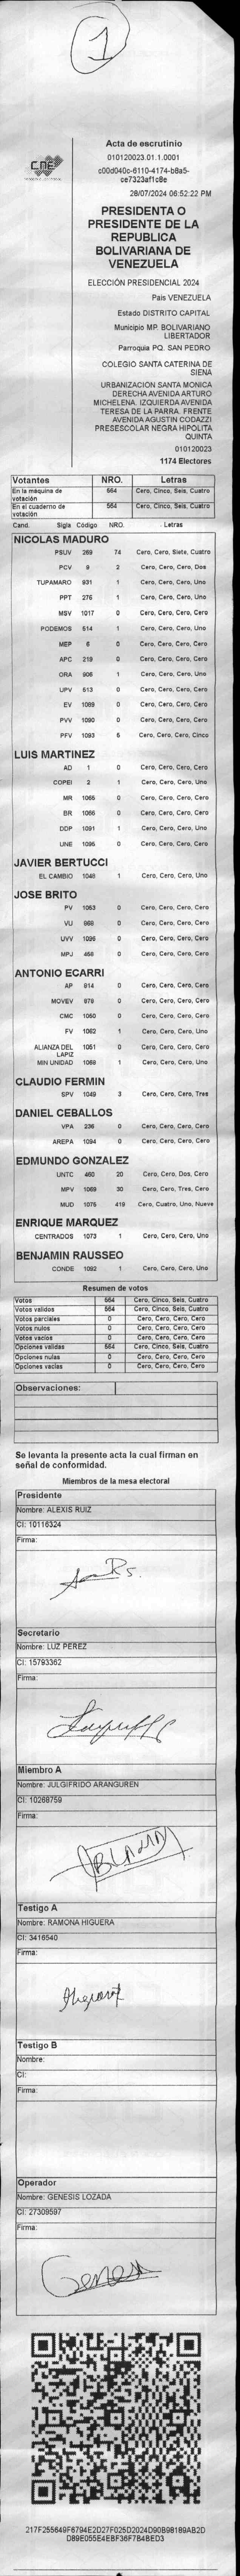 1
CNE
Acta de escrutinio
010120023.01.1.0001
c00d040c-6110-4174-b8a5-
ce7323af1c8e
28/07/2024 06:52:22 PM
PRESIDENTA O
PRESIDENTE DE LA
REPUBLICA
BOLIVARIANA DE
VENEZUELA
ELECCIÓN PRESIDENCIAL 2024
Pais VENEZUELA
Estado DISTRITO CAPITAL
Municipio MP. BOLIVARIANO
LIBERTADOR
Parroquia PQ. SAN PEDRO
COLEGIO SANTA CATERINA DE
SIENA
URBANIZACIÓN SANTA MONICA
DERECHA AVENIDA ARTURO
MICHELENA. IZQUIERDA AVENIDA
TERESA DE LA PARRA. FRENTE
AVENIDA AGUSTIN CODAZZI
PRESESCOLAR NEGRA HIPOLITA
QUINTA
010120023
1174 Electores
Votantes NRO. Letras
En la máquina de
votación 564 Cero, Cinco, Seis, Cuatro
En el cuaderno de
votación 564 Cero, Cinco, Seis, Cuatro
Cand. Sigla Código NRO. Letras
NICOLAS MADURO
PSUV 269 74 Cero, Cero, Siete, Cuatro
PCV 9 2 Cero, Cero, Cero, Dos
TUPAMARO 931 1 Cero, Cero, Cero, Uno
PPT 275 1 Cero, Cero, Cero, Uno
MSV 1017 0 Cero, Cero, Cero, Cero
PODEMOS 514 1 Cero, Cero, Cero, Uno
MEP 6 0 Cero, Cero, Cero, Cero
APC 219 0 Cero, Cero, Cero, Cero
ORA 906 1 Cero, Cero, Cero, Uno
UPV 513 0 Cero, Cero, Cero, Cero
EV 1089 0 Cero, Cero, Cero, Cero
PVV 1090 0 Cero, Cero, Cero, Cero
PFV 1093 5 Cero, Cero, Cero, Cinco
LUIS MARTINEZ
AD 1 0 Cero, Cero, Cero, Cero
COPEI 2 1 Cero, Cero, Cero, Uno
MR 1065 0 Cero, Cero, Cero, Cero
BR 1066 0 Cero, Cero, Cero, Cero
DDP 1091 1 Cero, Cero, Cero, Uno
UNE 1096 0 Cero, Cero, Cero, Cero
JAVIER BERTUCCI
EL CAMBIO 1048 1 Cero, Cero, Cero, Uno
JOSE BRITO
PV 1053 0 Cero, Cero, Cero, Cero
VU 868 0 Cero, Cero, Cero, Cero
UVV 1095 0 Cero, Cero, Cero, Cero
MPJ 458 0 Cero, Cero, Cero, Cero
ANTONIO ECARRI
AP 914 0 Cero, Cero, Cero, Cero
MOVEV 979 0 Cero, Cero, Cero, Cero
CMC 1050 0 Cero, Cero, Cero, Cero
FV 1062 1 Cero, Cero, Cero, Uno
ALIANZA DEL
LAPIZ 1051 0 Cero, Cero, Cero, Cero
MIN UNIDAD 1068 1 Cero, Cero, Cero, Uno
CLAUDIO FERMIN
SPV 1049 3 Cero, Cero, Cero, Tres
DANIEL CEBALLOS
VPA 236 0 Cero, Cero, Cero, Cero
AREPA 1094 0 Cero, Cero, Cero, Cero
EDMUNDO GONZALEZ
UNTC 460 20 Cero, Cero, Dos, Cero
MPV 1069 30 Cero, Cero, Tres, Cero
MUD 1075 419 Cero, Cuatro, Uno, Nueve
ENRIQUE MARQUEZ
CENTRADOS 1073 1 Cero, Cero, Cero, Uno
BENJAMIN RAUSSEO
CONDE 1092 1 Cero, Cero, Cero, Uno
Resumen de votos
Votos 564 Cero, Cinco, Seis, Cuatro
Votos validos 564 Cero, Cinco, Seis, Cuatro
Votos parciales 0 Cero, Cero, Cero, Cero
Votos nulos 0 Cero, Cero, Cero, Cero
Votos vacíos 0 Cero, Cero, Cero, Cero
Opciones validas 564 Cero, Cinco, Seis, Cuatro
Opciones nulas 0 Cero, Cero, Cero, Cero
Opciones vacías 0 Cero, Cero, Cero, Cero
Observaciones:
Se levanta la presente acta la cual firman en
señal de conformidad.
Miembros de la mesa electoral
Presidente
Nombre: ALEXIS RUIZ
CI: 10116324
Firma:
Secretario
Nombre: LUZ PEREZ
CI: 15793362
Firma:
Miembro A
Nombre: JULGIFRIDO ARANGUREN
CI: 10268759
Firma:
Testigo A
Nombre: RAMONA HIGUERA
CI: 3416540
Firma:
Testigo B
Nombre:
CI:
Firma:
Operador
Nombre: GENESIS LOZADA
CI: 27309597
Firma:
217F255649F6794E2D27F025D2024D90B98189AB2D
D89E055E4EBF36F7B4BED3